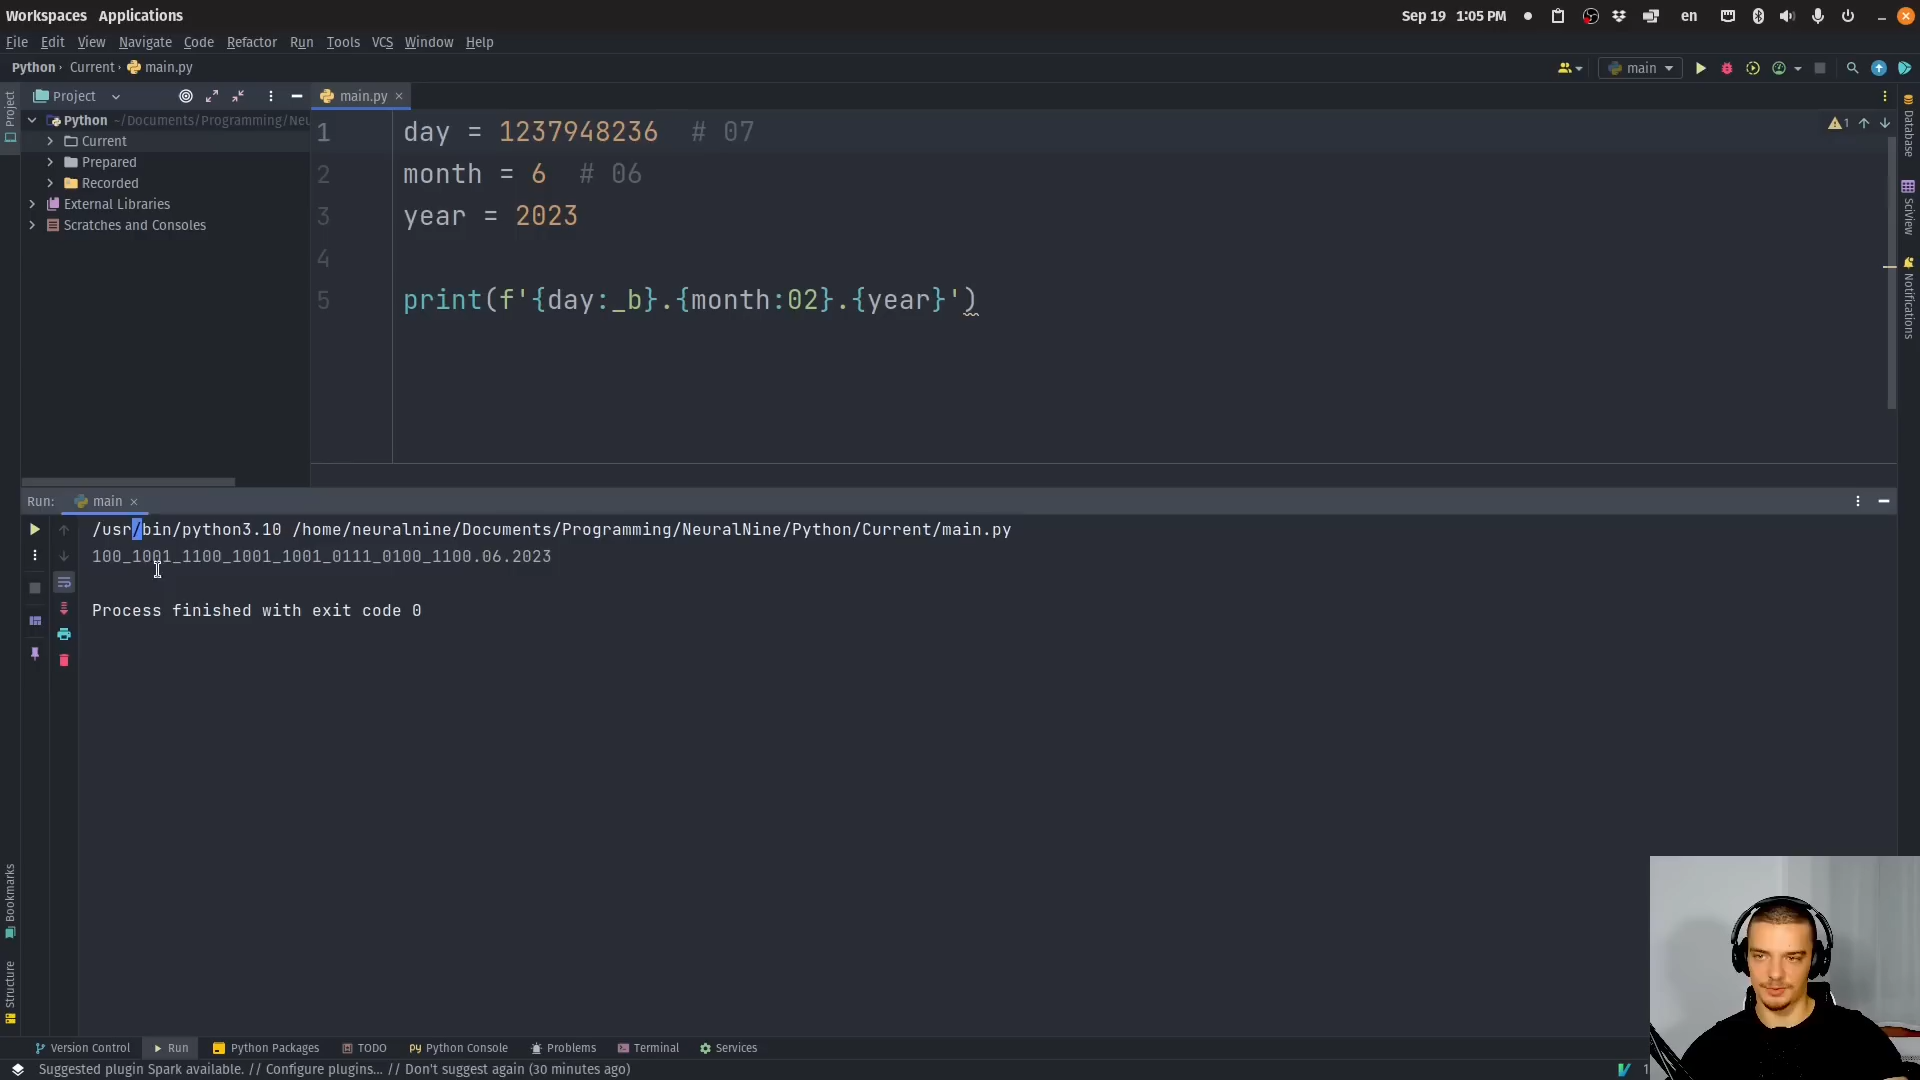 Workspaces Applications
Sep 19 1:05 PM
en
File Edit View Navigate Code Refactor Run Tools VCS Window Help
Python Current main.py
main
Project
main.py
Python ~/Documents/Programming/Neu
Current
Prepared
Recorded
External Libraries
Scratches and Consoles
1 day = 1237948236 # 07
2 month = 6 # 06
3 year = 2023
4
5 print(f'{day:_b}.{month:02}.{year}')
1
Project
Bookmarks
Structure
Database
SciView
Notifications
Run: main
/usr/bin/python3.10 /home/neuralnine/Documents/Programming/NeuralNine/Python/Current/main.py
100_1001_1100_1001_1001_0111_0100_1100.06.2023
Process finished with exit code 0
Version Control Run Python Packages TODO Python Console Problems Terminal Services
Suggested plugin Spark available. // Configure plugins... // Don't suggest again (30 minutes ago)
1